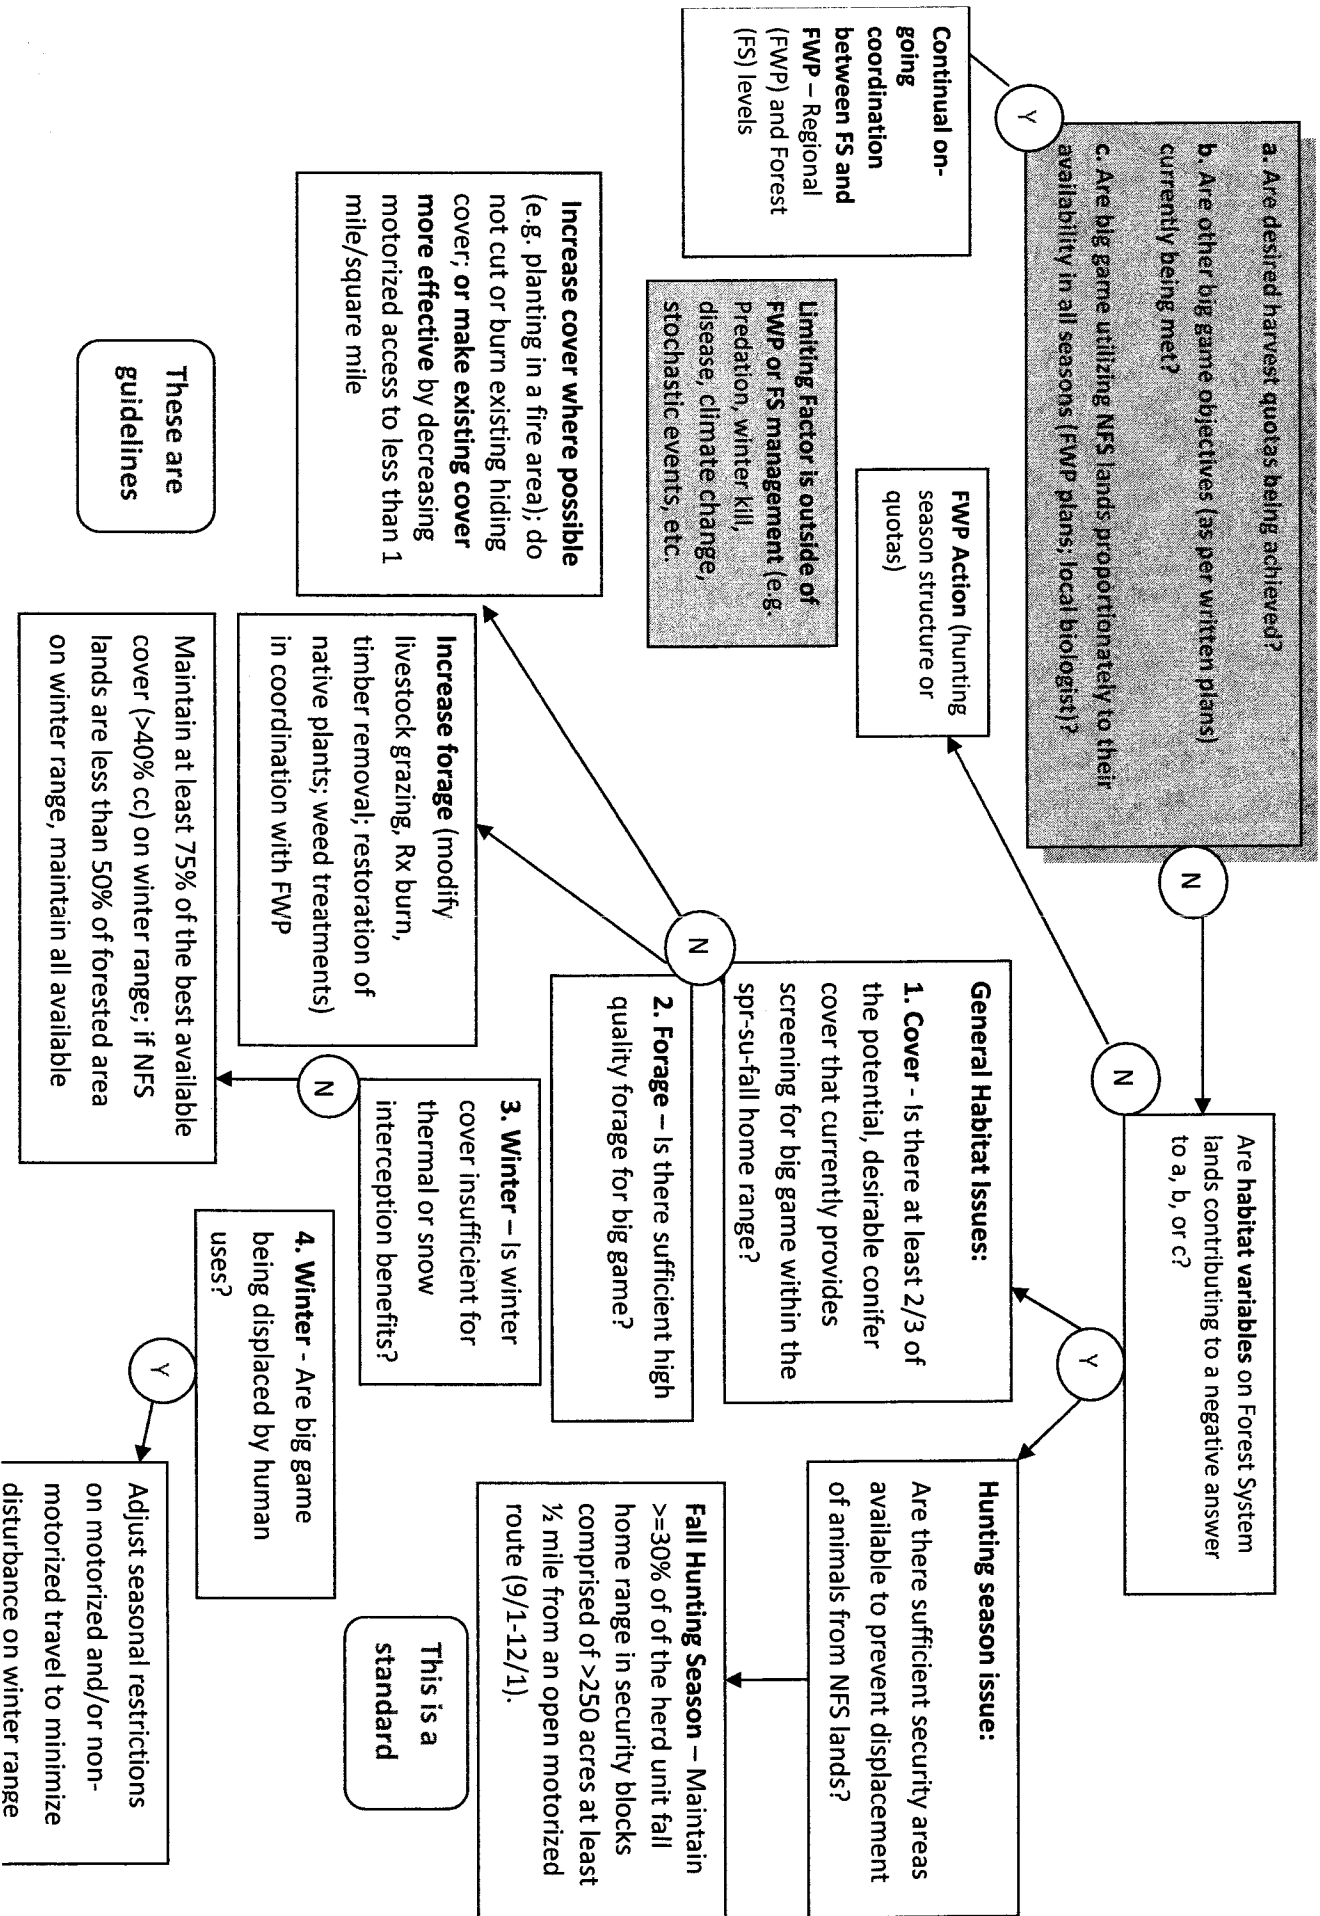 a. Are desired harvest quotas being achieved?
b. Are other big game objectives (as per written plans)
currently being met?
c. Are big game utilizing NFS lands proportionately to their
availability in all seasons (FWP plans; local biologist)?
Y
N
Continual on-
going
coordination
between FS and
FWP – Regional
(FWP) and Forest
(FS) levels
Are habitat variables on Forest System
lands contributing to a negative answer
to a, b, or c?
N
Y
FWP Action (hunting
season structure or
quotas)
Limiting Factor is outside of
FWP or FS management (e.g.
Predation, winter kill,
disease, climate change,
stochastic events, etc.
General Habitat Issues:
1. Cover - Is there at least 2/3 of
the potential, desirable conifer
cover that currently provides
screening for big game within the
spr-su-fall home range?
N
2. Forage – Is there sufficient high
quality forage for big game?
Hunting season issue:
Are there sufficient security areas
available to prevent displacement
of animals from NFS lands?
Fall Hunting Season – Maintain
>=30% of of the herd unit fall
home range in security blocks
comprised of >250 acres at least
½ mile from an open motorized
route (9/1-12/1).
Increase cover where possible
(e.g. planting in a fire area); do
not cut or burn existing hiding
cover; or make existing cover
more effective by decreasing
motorized access to less than 1
mile/square mile
Increase forage (modify
livestock grazing, Rx burn,
timber removal; restoration of
native plants; weed treatments)
in coordination with FWP
3. Winter – Is winter
cover insufficient for
thermal or snow
interception benefits?
N
This is a
standard
4. Winter - Are big game
being displaced by human
uses?
Y
These are
guidelines
Maintain at least 75% of the best available
cover (>40% cc) on winter range; if NFS
lands are less than 50% of forested area
on winter range, maintain all available
Adjust seasonal restrictions
on motorized and/or non-
motorized travel to minimize
disturbance on winter range